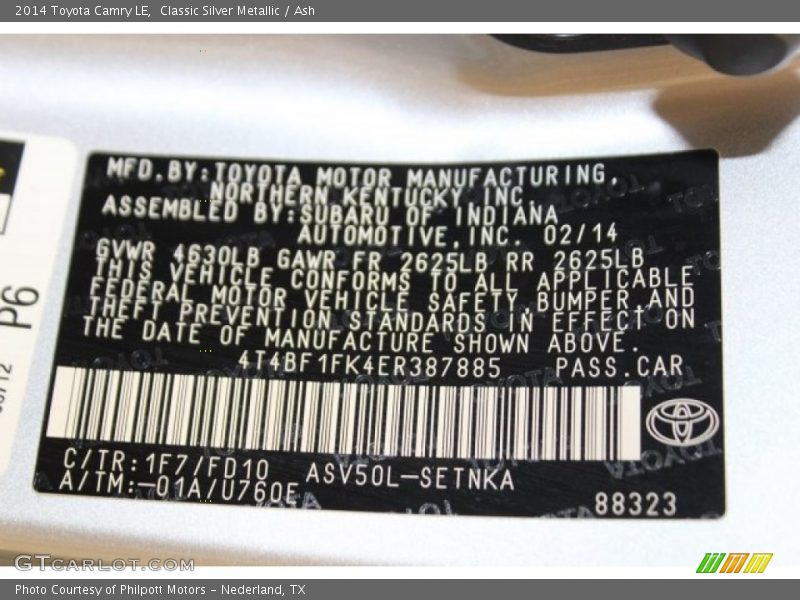 2014 Toyota Camry LE,  Classic Silver Metallic / Ash
MFD.BY:TOYOTA MOTOR MANUFACTURING,
NORTHERN KENTUCKY,INC.
ASSEMBLED BY:SUBARU OF INDIANA
AUTOMOTIVE,INC. 02/14
GVWR 4630LB GAWR FR 2625LB RR 2625LB
THIS VEHICLE CONFORMS TO ALL APPLICABLE
FEDERAL MOTOR VEHICLE SAFETY,BUMPER,AND
THEFT PREVENTION STANDARDS IN EFFECT ON
THE DATE OF MANUFACTURE SHOWN ABOVE.
4T4BF1FK4ER387885 PASS.CAR
C/TR:1F7/FD10 ASV50L-SETNKA
A/TM:-01A/U760E
88323
P6
GTcarlot.com
Photo Courtesy of Philpott Motors - Nederland, TX